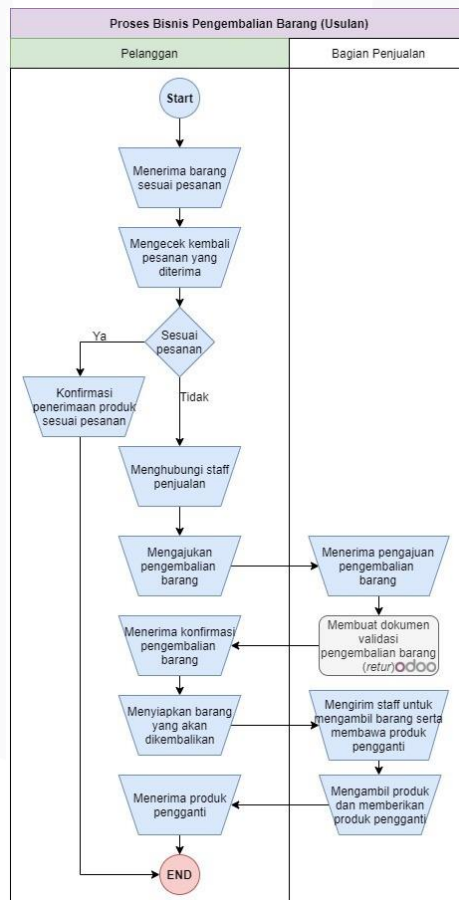 Proses Bisnis Pengembalian Barang (Usulan)
Pelanggan
Bagian Penjualan
Start
Menerima barang
sesuai pesanan
Mengecek kembali
pesanan yang
diterima
Sesuai
pesanan
Ya
Konfirmasi
penerimaan produk
sesuai pesanan
Tidak
Menghubungi staff
penjualan
Mengajukan
pengembalian
barang
Menerima pengajuan
pengembalian
barang
Membuat dokumen
validasi
pengembalian barang
(retur) odoo
Menerima konfirmasi
pengembalian
barang
Menyiapkan barang
yang akan
dikembalikan
Mengirim staff untuk
mengambil barang serta
membawa produk
pengganti
Mengambil produk
dan memberikan
produk pengganti
Menerima produk
pengganti
END